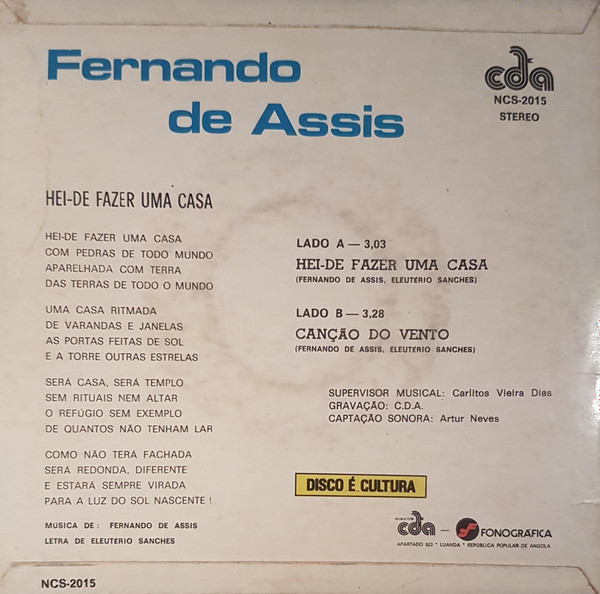 Fernando
de Assis
cda
NCS-2015
STEREO
HEI-DE FAZER UMA CASA
HEI-DE FAZER UMA CASA
COM PEDRAS DE TODO MUNDO
APARELHADA COM TERRA
DAS TERRAS DE TODO O MUNDO
UMA CASA RITMADA
DE VARANDAS E JANELAS
AS PORTAS FEITAS DE SOL
E A TORRE OUTRAS ESTRELAS
SERÁ CASA, SERÁ TEMPLO
SEM RITUAIS NEM ALTAR
O REFÚGIO SEM EXEMPLO
DE QUANTOS NÃO TENHAM LAR
COMO NÃO TERÁ FACHADA
SERÁ REDONDA, DIFERENTE
E ESTARÁ SEMPRE VIRADA
PARA A LUZ DO SOL NASCENTE !
MUSICA DE: FERNANDO DE ASSIS
LETRA DE ELEUTERIO SANCHES
LADO A — 3,03
HEI-DE FAZER UMA CASA
(FERNANDO DE ASSIS, ELEUTERIO SANCHES)
LADO B — 3,28
CANÇÃO DO VENTO
(FERNANDO DE ASSIS, ELEUTERIO SANCHES)
SUPERVISOR MUSICAL: Carlitos Vieira Dias
GRAVAÇÃO: C.D.A.
CAPTAÇÃO SONORA: Artur Neves
DISCO É CULTURA
DISCOS
cda — FONOGRÁFICA
APARTADO 623 * LUANDA * REPÚBLICA POPULAR DE ANGOLA
NCS-2015